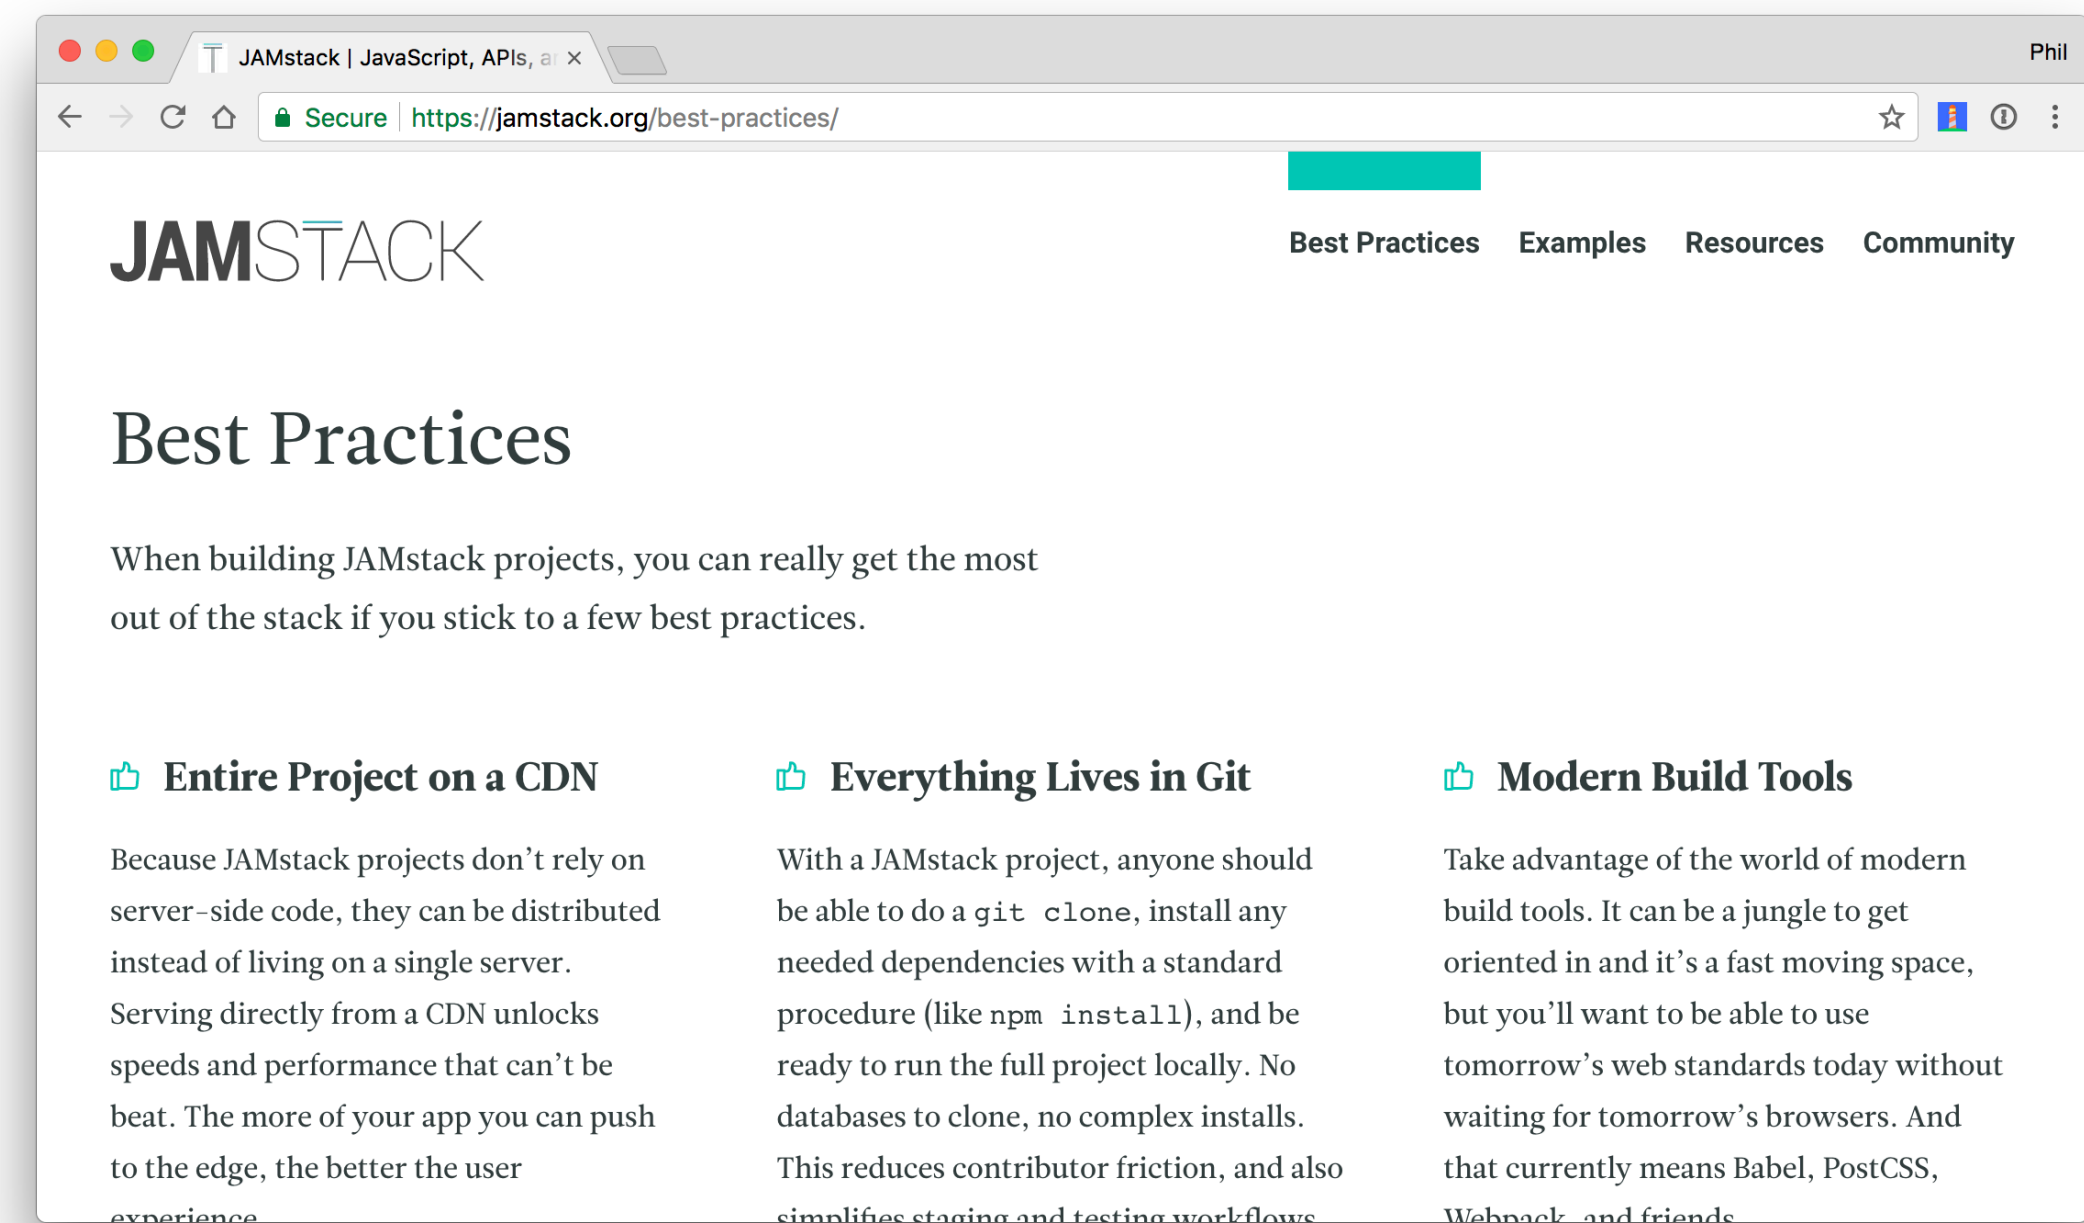 JAMstack | JavaScript, APIs, a
Phil
Secure
https://jamstack.org/best-practices/
JAMSTACK
Best Practices
Examples
Resources
Community
Best Practices
When building JAMstack projects, you can really get the most
out of the stack if you stick to a few best practices.
Entire Project on a CDN
Because JAMstack projects don’t rely on
server-side code, they can be distributed
instead of living on a single server.
Serving directly from a CDN unlocks
speeds and performance that can’t be
beat. The more of your app you can push
to the edge, the better the user
experience
Everything Lives in Git
With a JAMstack project, anyone should
be able to do a git clone, install any
needed dependencies with a standard
procedure (like npm install), and be
ready to run the full project locally. No
databases to clone, no complex installs.
This reduces contributor friction, and also
simplifies staging and testing workflows
Modern Build Tools
Take advantage of the world of modern
build tools. It can be a jungle to get
oriented in and it’s a fast moving space,
but you’ll want to be able to use
tomorrow’s web standards today without
waiting for tomorrow’s browsers. And
that currently means Babel, PostCSS,
Webpack, and friends